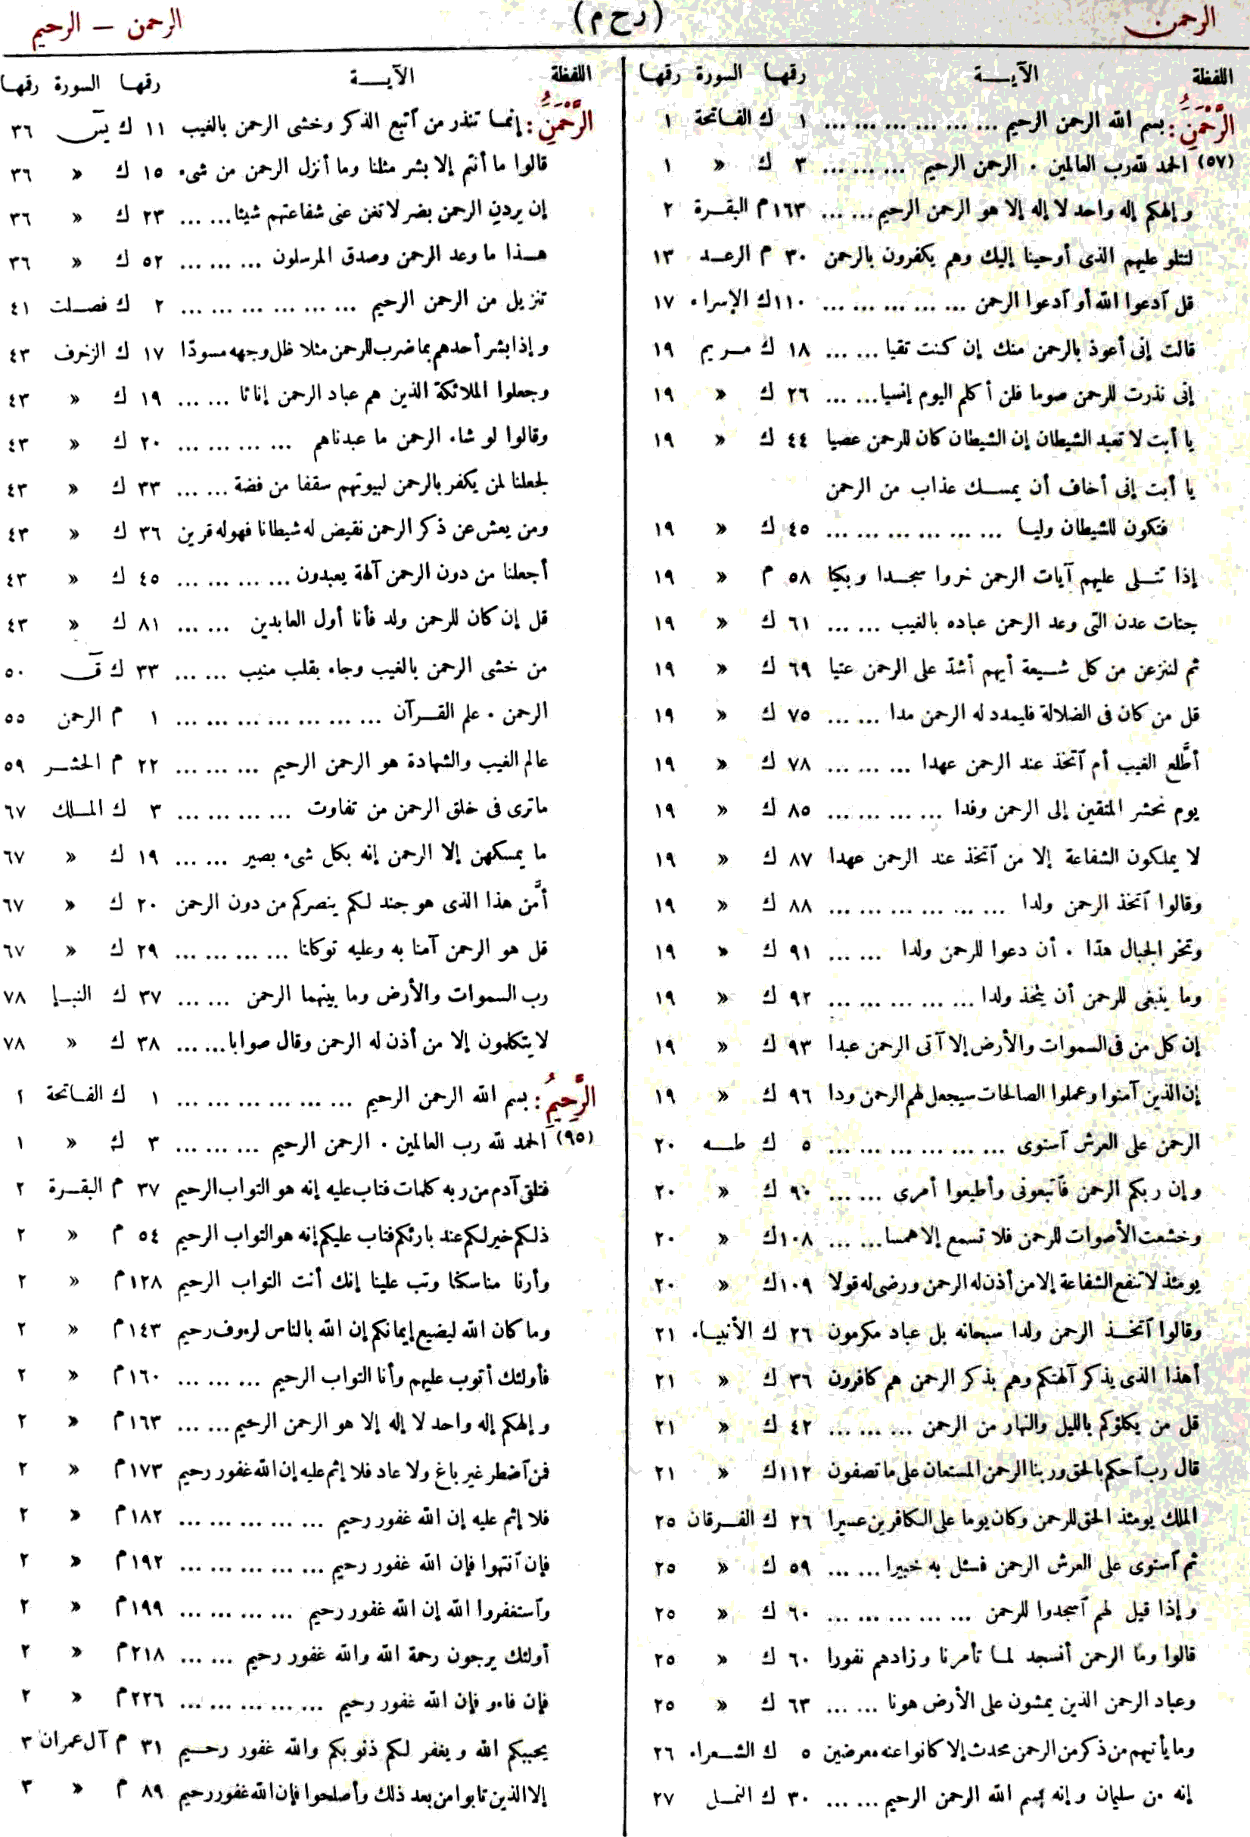 الرحمن
(رحم)
الرحمن – الرحيم
اللفظة الآيــة رقمها السورة رقمها
الرَّحْمٰنِ: بسم الله الرحمن الرحيم ... ... ... ... ... ... ١ ك الفاتحة ١
(٥٧) الحمد لله رب العالمين . الرحمن الرحيم ... ... ... ٣ ك » ١
وإلهكم إله واحد لا إله إلا هو الرحمن الرحيم ... ... ١٦٣ م البقرة ٢
لتتلو عليهم الذى أوحينا إليك وهم يكفرون بالرحمن ٣٠ م الرعد ١٣
قل آدعوا الله أو آدعوا الرحمن ... ... ... ... ... ... ١١٠ ك الإسراء ١٧
قالت إنى أعوذ بالرحمن منك إن كنت تقيا ... ... ١٨ ك مريم ١٩
إنى نذرت للرحمن صوما فلن أكلم اليوم إنسيا ... ... ٢٦ ك » ١٩
يا أبت لا تعبد الشيطان إن الشيطان كان للرحمن عصيا ٤٤ ك » ١٩
يا أبت إنى أخاف أن يمسك عذاب من الرحمن
فتكون للشيطان وليا ... ... ... ... ... ... ٤٥ ك » ١٩
إذا تتلى عليهم آيات الرحمن خروا سجدا وبكيا ٥٨ م » ١٩
جنات عدن التى وعد الرحمن عباده بالغيب ... ... ٦١ ك » ١٩
ثم لننزعن من كل شيعة أيهم أشد على الرحمن عتيا ٦٩ ك » ١٩
قل من كان فى الضلالة فليمدد له الرحمن مدا ... ... ٧٥ ك » ١٩
أطَّلع الغيب أم آتخذ عند الرحمن عهدا ... ... ... ٧٨ ك » ١٩
يوم نحشر المتقين إلى الرحمن وفدا ... ... ... ... ٨٥ ك » ١٩
لا يملكون الشفاعة إلا من آتخذ عند الرحمن عهدا ٨٧ ك » ١٩
وقالوا آتخذ الرحمن ولدا ... ... ... ... ... ... ٨٨ ك » ١٩
وتخر الجبال هدّا . أن دعوا للرحمن ولدا ... ... ٩١ ك » ١٩
وما ينبغى للرحمن أن يتخذ ولدا ... ... ... ... ... ٩٢ ك » ١٩
إن كل من فى السموات والأرض إلا آتى الرحمن عبدا ٩٣ ك » ١٩
إن الذين آمنوا وعملوا الصالحات سيجعل لهم الرحمن ودا ٩٦ ك » ١٩
الرحمن على العرش آستوى ... ... ... ... ... ... ٥ ك طه ٢٠
وإن ربكم الرحمن فآتبعونى وأطيعوا أمرى ... ... ٩٠ ك » ٢٠
وخشعت الأصوات للرحمن فلا تسمع إلا همسا ... ... ١٠٨ ك » ٢٠
يومئذ لا تنفع الشفاعة إلا من أذن له الرحمن ورضى له قولا ١٠٩ ك » ٢٠
وقالوا آتخذ الرحمن ولدا سبحانه بل عباد مكرمون ٢٦ ك الأنبياء ٢١
أهذا الذى يذكر آلهتكم وهم بذكر الرحمن هم كافرون ٣٦ ك » ٢١
قل من يكلؤكم بالليل والنهار من الرحمن ... ... ... ٤٢ ك » ٢١
قال رب آحكم بالحق وربنا الرحمن المستعان على ما تصفون ١١٢ ك » ٢١
الملك يومئذ الحق للرحمن وكان يوما على الكافرين عسيرا ٢٦ ك الفرقان ٢٥
ثم آستوى على العرش الرحمن فسئل به خبيرا ... ... ٥٩ ك » ٢٥
وإذا قيل لهم آسجدوا للرحمن ... ... ... ... ... ٦٠ ك » ٢٥
قالوا وما الرحمن أنسجد لما تأمرنا وزادهم نفورا ٦٠ ك » ٢٥
وعباد الرحمن الذين يمشون على الأرض هونا ... ... ٦٣ ك » ٢٥
وما يأتيهم من ذكر من الرحمن محدث إلا كانوا عنه معرضين ٥ ك الشعراء ٢٦
إنه من سليمان وإنه بسم الله الرحمن الرحيم ... ... ٣٠ ك النمل ٢٧
اللفظة الآيــة رقمها السورة رقمها
الرَّحْمٰنِ: إنما تنذر من آتبع الذكر وخشى الرحمن بالغيب ١١ ك يس ٣٦
قالوا ما أنتم إلا بشر مثلنا وما أنزل الرحمن من شىء ١٥ ك » ٣٦
إن يردن الرحمن بضر لا تغن عنى شفاعتهم شيئا ... ... ٢٣ ك » ٣٦
هذا ما وعد الرحمن وصدق المرسلون ... ... ... ٥٢ ك » ٣٦
تنزيل من الرحمن الرحيم ... ... ... ... ... ... ٢ ك فصلت ٤١
وإذا بشر أحدهم بما ضرب للرحمن مثلا ظل وجهه مسودّا ١٧ ك الزخرف ٤٣
وجعلوا الملائكة الذين هم عباد الرحمن إناثا ... ... ١٩ ك » ٤٣
وقالوا لو شاء الرحمن ما عبدناهم ... ... ... ... ٢٠ ك » ٤٣
لجعلنا لمن يكفر بالرحمن لبيوتهم سقفا من فضة ... ... ٣٣ ك » ٤٣
ومن يعش عن ذكر الرحمن نقيض له شيطانا فهو له قرين ٣٦ ك » ٤٣
أجعلنا من دون الرحمن آلهة يعبدون ... ... ... ... ٤٥ ك » ٤٣
قل إن كان للرحمن ولد فأنا أول العابدين ... ... ٨١ ك » ٤٣
من خشى الرحمن بالغيب وجاء بقلب منيب ... ... ٣٣ ك قٓ ٥٠
الرحمن . علم القرآن ... ... ... ... ... ... ... ١ م الرحمن ٥٥
عالم الغيب والشهادة هو الرحمن الرحيم ... ... ... ٢٢ م الحشر ٥٩
ما ترى فى خلق الرحمن من تفاوت ... ... ... ... ٣ ك الملك ٦٧
ما يمسكهن إلا الرحمن إنه بكل شىء بصير ... ... ١٩ ك » ٦٧
أمَّن هذا الذى هو جند لكم ينصركم من دون الرحمن ٢٠ ك » ٦٧
قل هو الرحمن آمنا به وعليه توكلنا ... ... ... ... ٢٩ ك » ٦٧
رب السموات والأرض وما بينهما الرحمن ... ... ٣٧ ك النبإ ٧٨
لا يتكلمون إلا من أذن له الرحمن وقال صوابا ... ... ٣٨ ك » ٧٨
الرَّحِيمُ: بسم الله الرحمن الرحيم ... ... ... ... ... ... ١ ك الفاتحة ١
(٩٥) الحمد لله رب العالمين . الرحمن الرحيم ... ... ... ٣ ك » ١
فتلقى آدم من ربه كلمات فتاب عليه إنه هو التواب الرحيم ٣٧ م البقرة ٢
ذلكم خير لكم عند بارئكم فتاب عليكم إنه هو التواب الرحيم ٥٤ م » ٢
وأرنا مناسكنا وتب علينا إنك أنت التواب الرحيم ١٢٨ م » ٢
وما كان الله ليضيع إيمانكم إن الله بالناس لرءوف رحيم ١٤٣ م » ٢
فأولئك أتوب عليهم وأنا التواب الرحيم ... ... ... ١٦٠ م » ٢
وإلهكم إله واحد لا إله إلا هو الرحمن الرحيم ... ... ١٦٣ م » ٢
فمن آضطر غير باغ ولا عاد فلا إثم عليه إن الله غفور رحيم ١٧٣ م » ٢
فلا إثم عليه إن الله غفور رحيم ... ... ... ... ... ١٨٢ م » ٢
فإن آنتهوا فإن الله غفور رحيم ... ... ... ... ... ١٩٢ م » ٢
وآستغفروا الله إن الله غفور رحيم ... ... ... ... ١٩٩ م » ٢
أولئك يرجون رحمة الله والله غفور رحيم ... ... ٢١٨ م » ٢
فإن فاءو فإن الله غفور رحيم ... ... ... ... ... ٢٢٦ م » ٢
يحببكم الله ويغفر لكم ذنوبكم والله غفور رحيم ٣١ م آل عمران ٣
إلا الذين تابوا من بعد ذلك وأصلحوا فإن الله غفور رحيم ٨٩ م » ٣